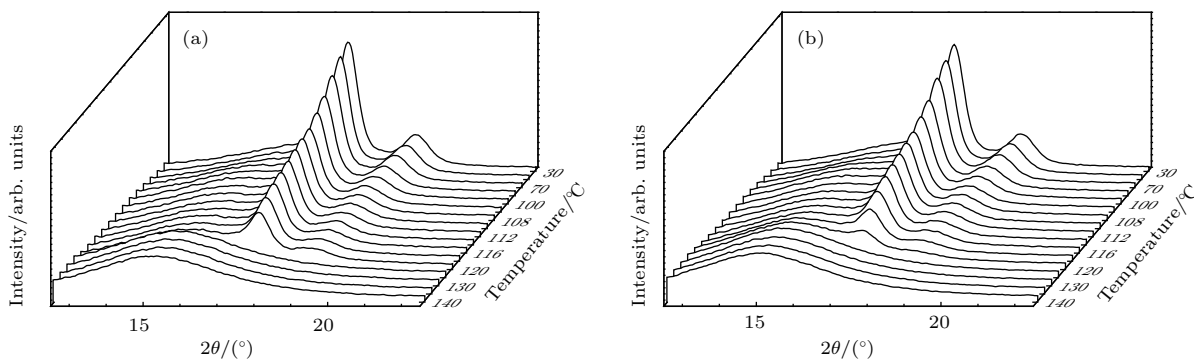 (a)
Intensity/arb. units
15
20
2θ/(°)
30
70
100
108
112
116
120
130
140
Temperature/℃
(b)
Intensity/arb. units
15
20
2θ/(°)
30
70
100
108
112
116
120
130
140
Temperature/℃